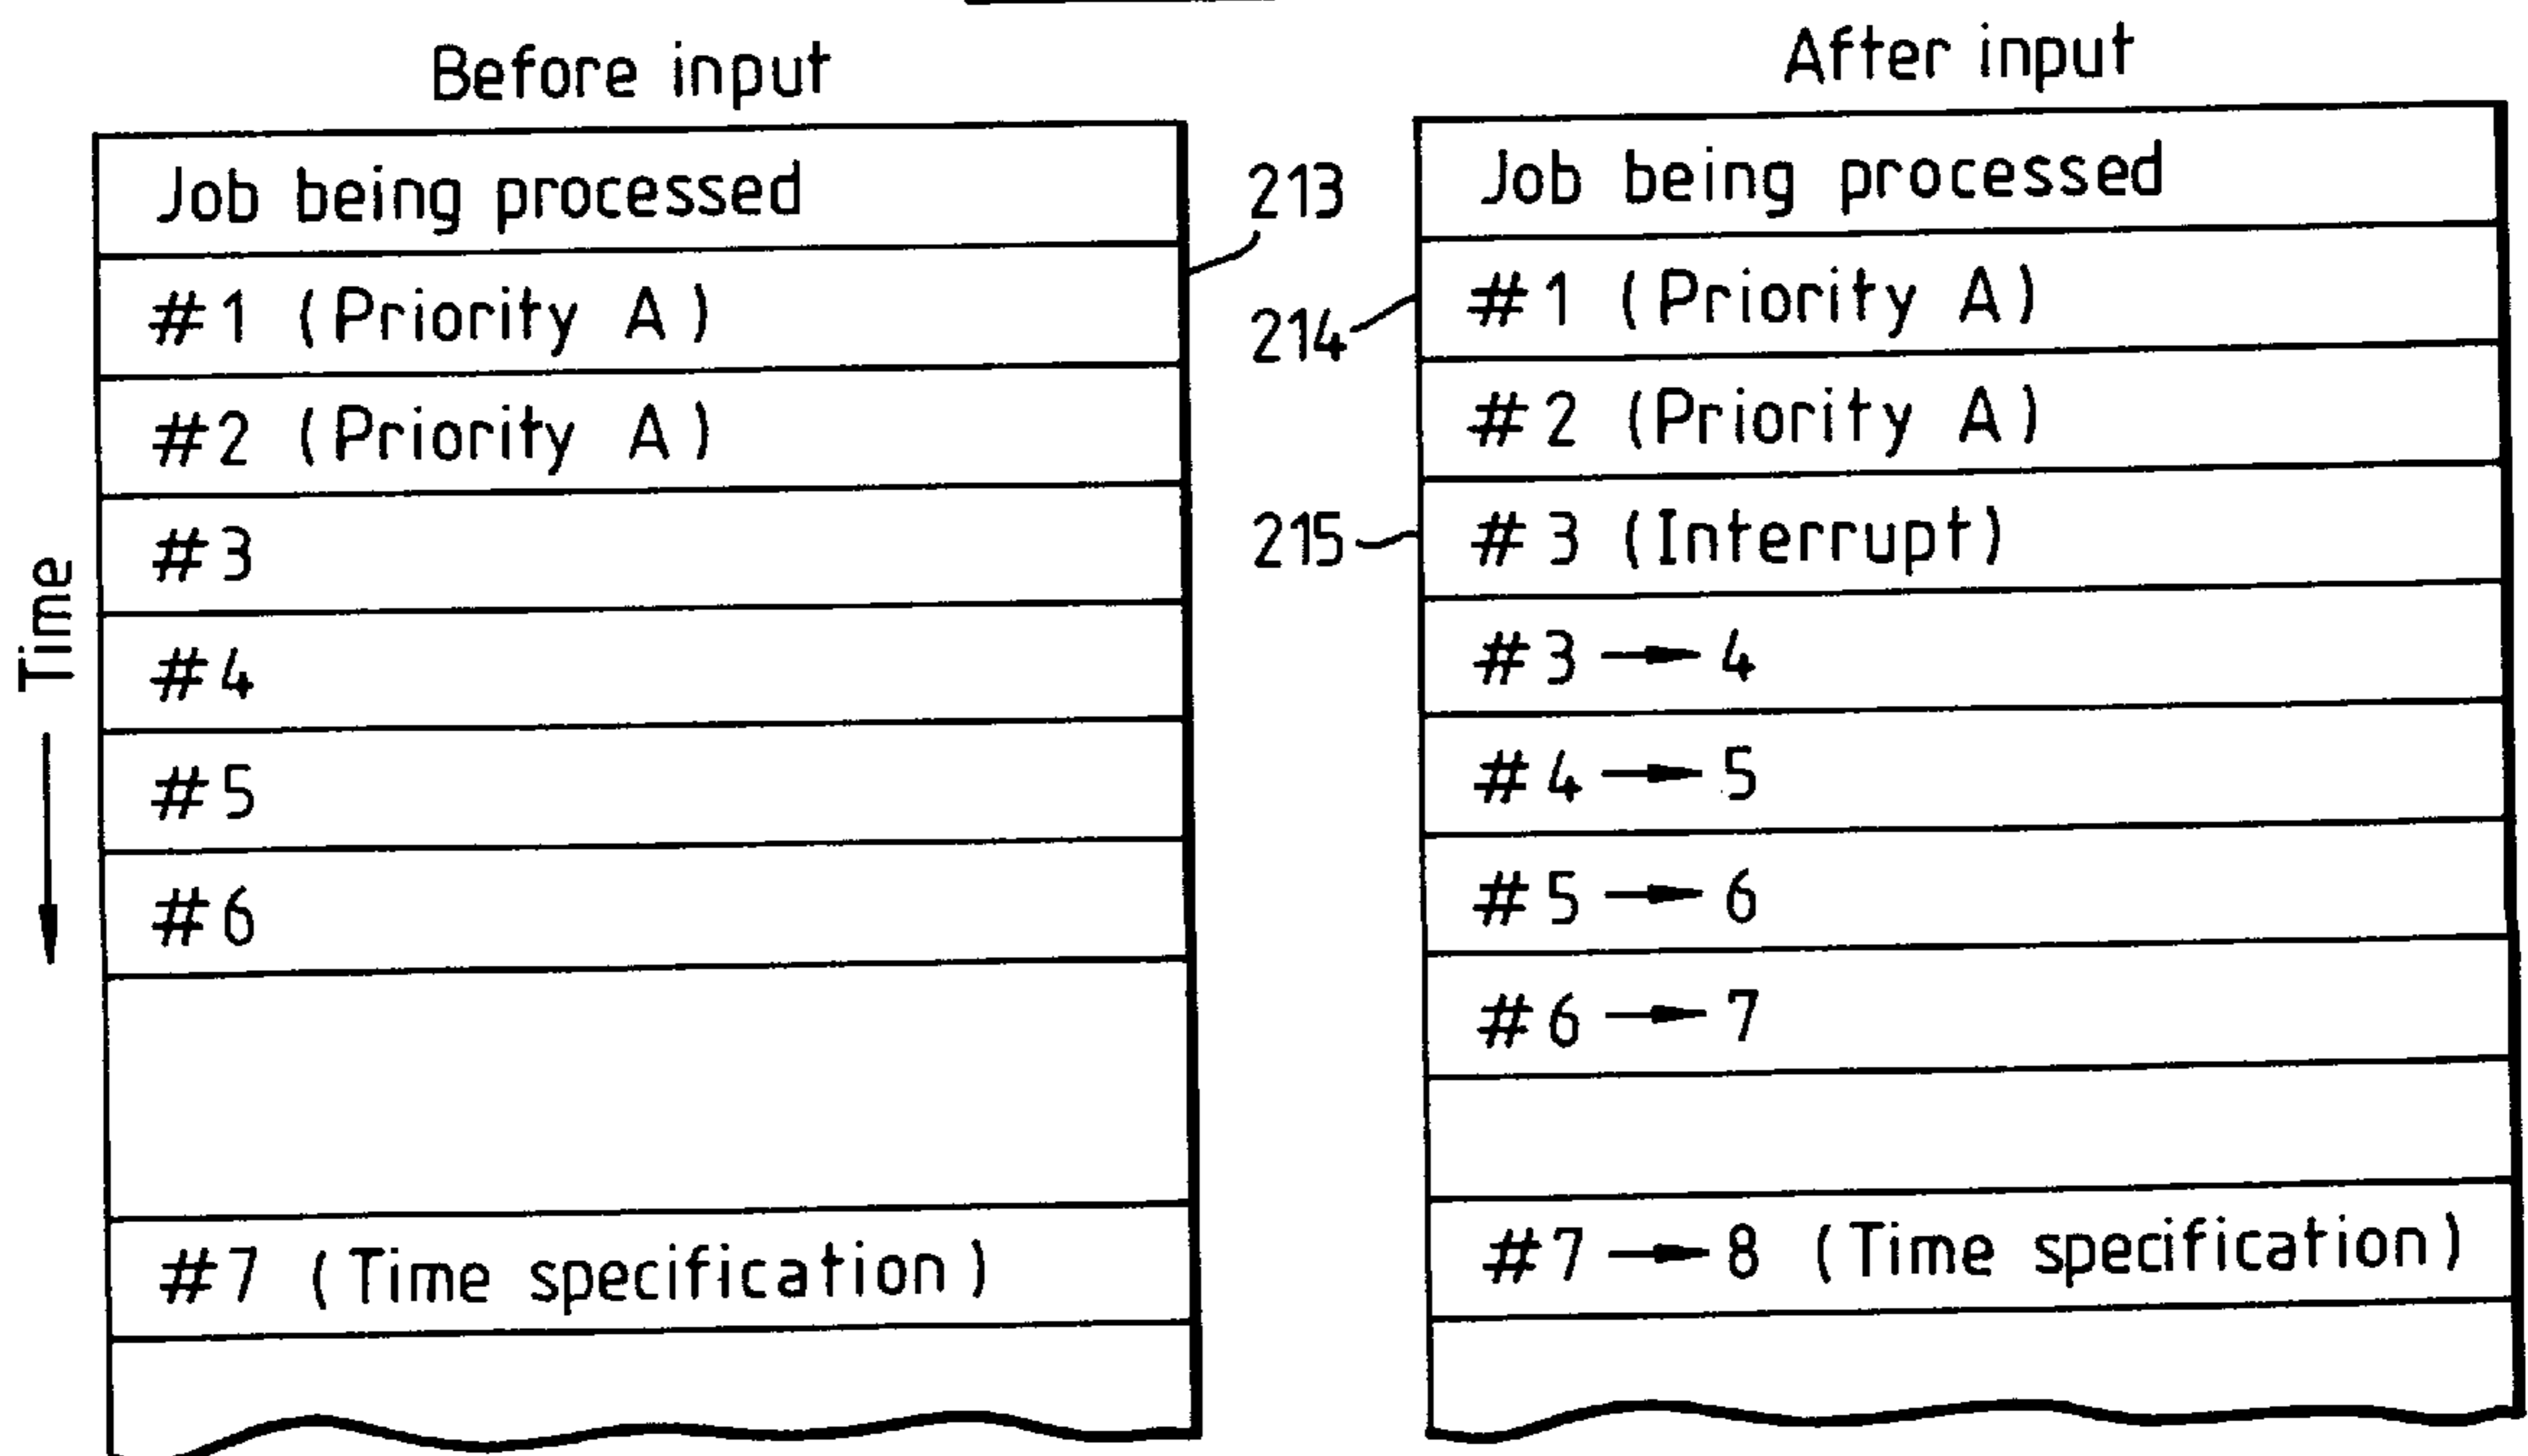 Before input
Job being processed
#1 (Priority A)
#2 (Priority A)
#3
#4
#5
#6
#7 (Time specification)
Time
213
214
215
After input
Job being processed
#1 (Priority A)
#2 (Priority A)
#3 (Interrupt)
#3 → 4
#4 → 5
#5 → 6
#6 → 7
#7 → 8 (Time specification)